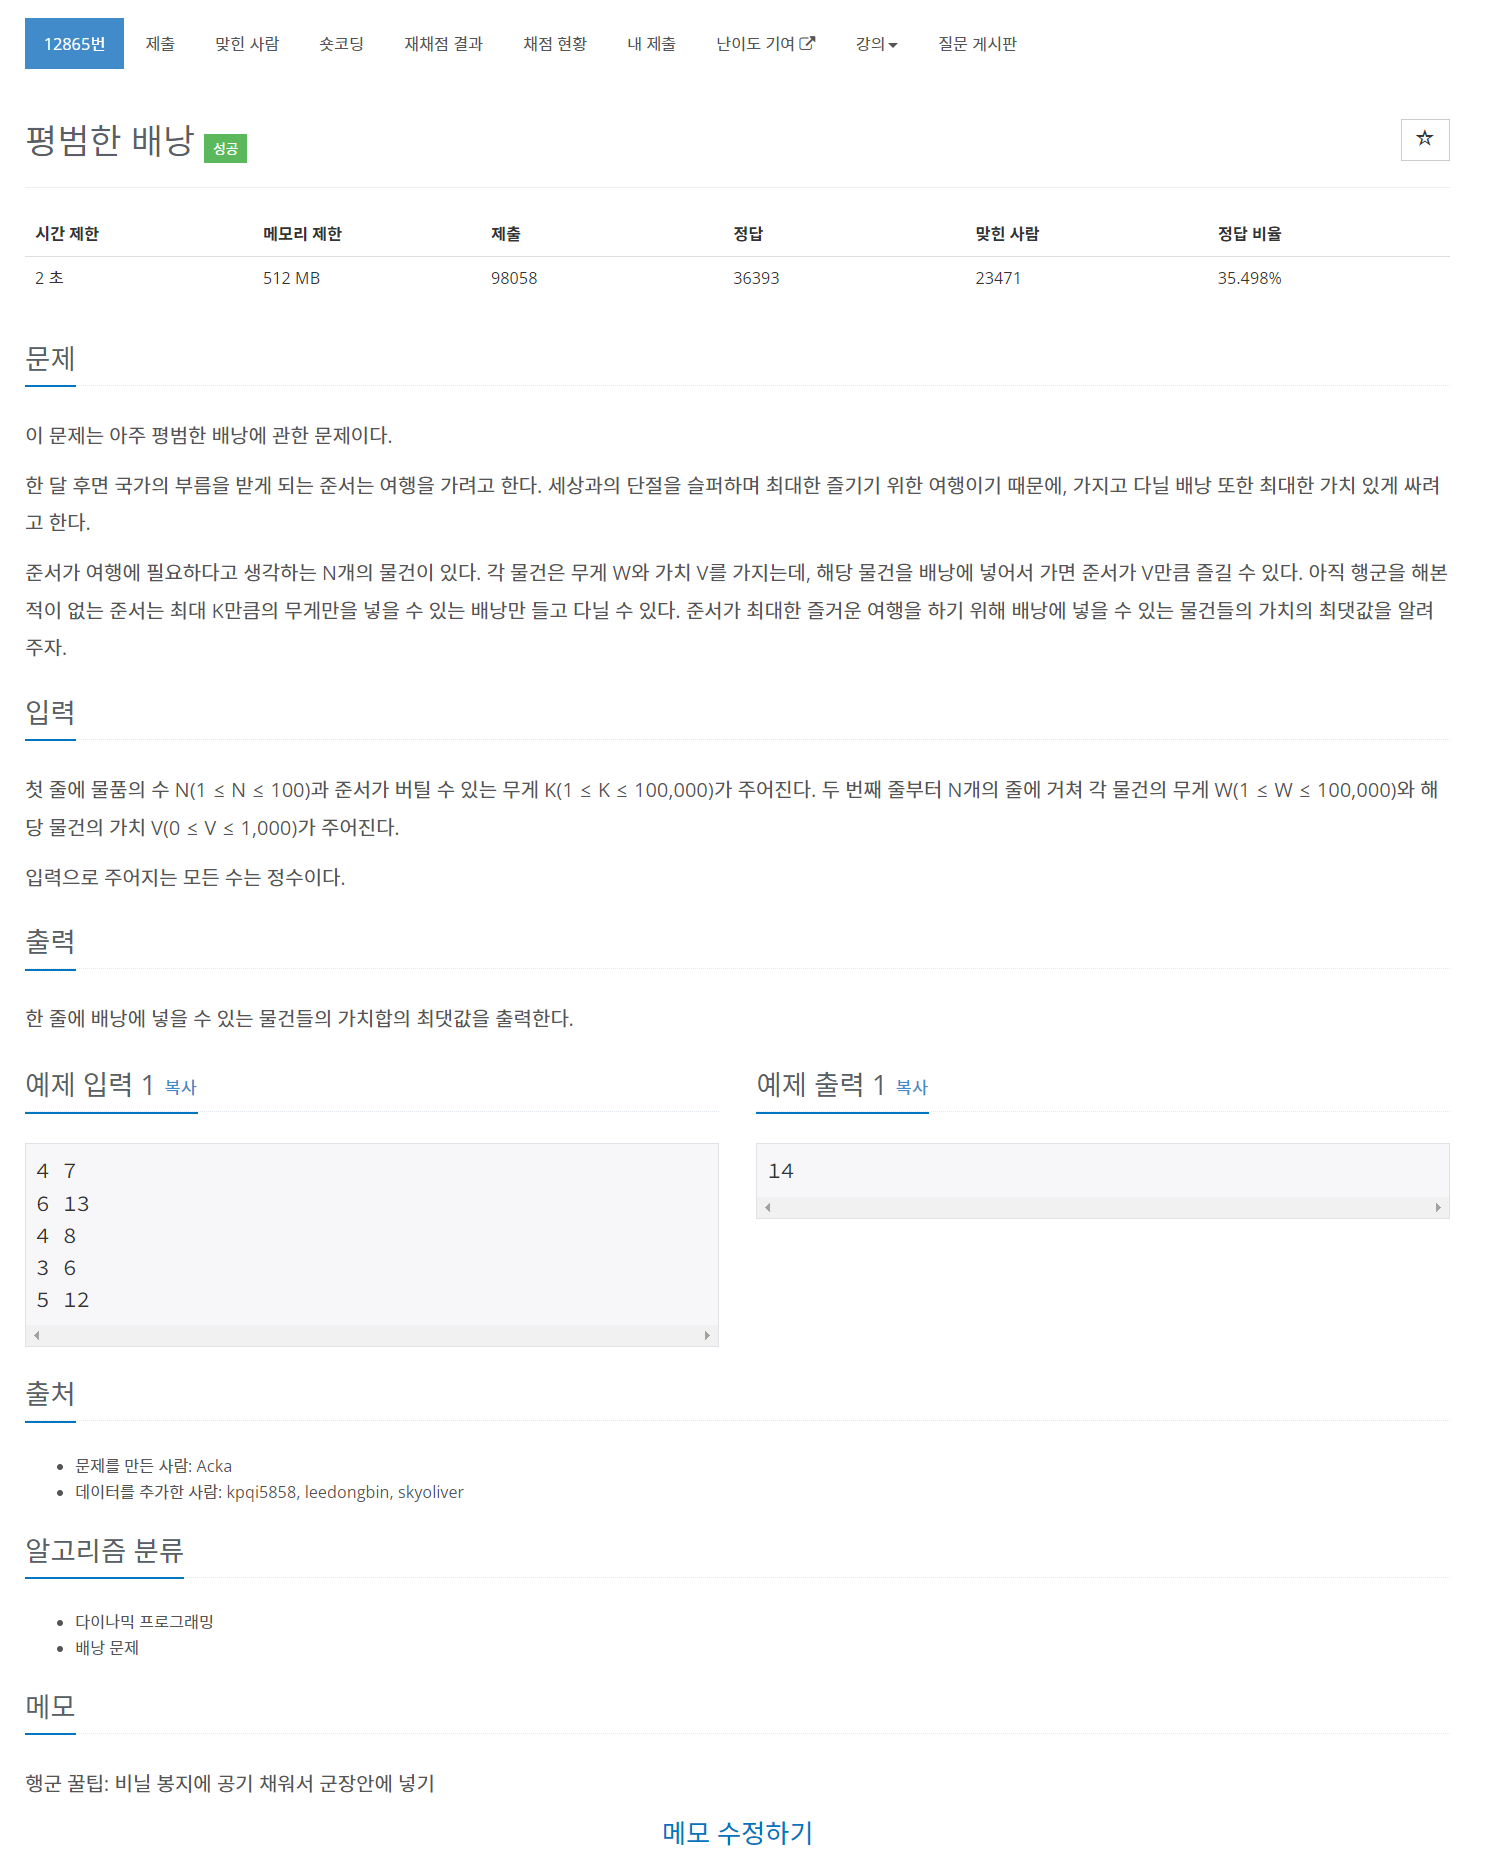 12865번 제출 맞힌 사람 숏코딩 재채점 결과 채점 현황 내 제출 난이도 기여 강의 질문 게시판
평범한 배낭 성공
시간 제한 메모리 제한 제출 정답 맞힌 사람 정답 비율
2 초 512 MB 98058 36393 23471 35.498%
문제
이 문제는 아주 평범한 배낭에 관한 문제이다.
한 달 후면 국가의 부름을 받게 되는 준서는 여행을 가려고 한다. 세상과의 단절을 슬퍼하며 최대한 즐기기 위한 여행이기 때문에, 가지고 다닐 배낭 또한 최대한 가치 있게 싸려
고 한다.
준서가 여행에 필요하다고 생각하는 N개의 물건이 있다. 각 물건은 무게 W와 가치 V를 가지는데, 해당 물건을 배낭에 넣어서 가면 준서가 V만큼 즐길 수 있다. 아직 행군을 해본
적이 없는 준서는 최대 K만큼의 무게만을 넣을 수 있는 배낭만 들고 다닐 수 있다. 준서가 최대한 즐거운 여행을 하기 위해 배낭에 넣을 수 있는 물건들의 가치의 최댓값을 알려
주자.
입력
첫 줄에 물품의 수 N(1 ≤ N ≤ 100)과 준서가 버틸 수 있는 무게 K(1 ≤ K ≤ 100,000)가 주어진다. 두 번째 줄부터 N개의 줄에 거쳐 각 물건의 무게 W(1 ≤ W ≤ 100,000)와 해
당 물건의 가치 V(0 ≤ V ≤ 1,000)가 주어진다.
입력으로 주어지는 모든 수는 정수이다.
출력
한 줄에 배낭에 넣을 수 있는 물건들의 가치합의 최댓값을 출력한다.
예제 입력 1 복사
4 7
6 13
4 8
3 6
5 12
예제 출력 1 복사
14
출처
문제를 만든 사람: Acka
데이터를 추가한 사람: kpqi5858, leedongbin, skyoliver
알고리즘 분류
다이나믹 프로그래밍
배낭 문제
메모
행군 꿀팁: 비닐 봉지에 공기 채워서 군장안에 넣기
메모 수정하기